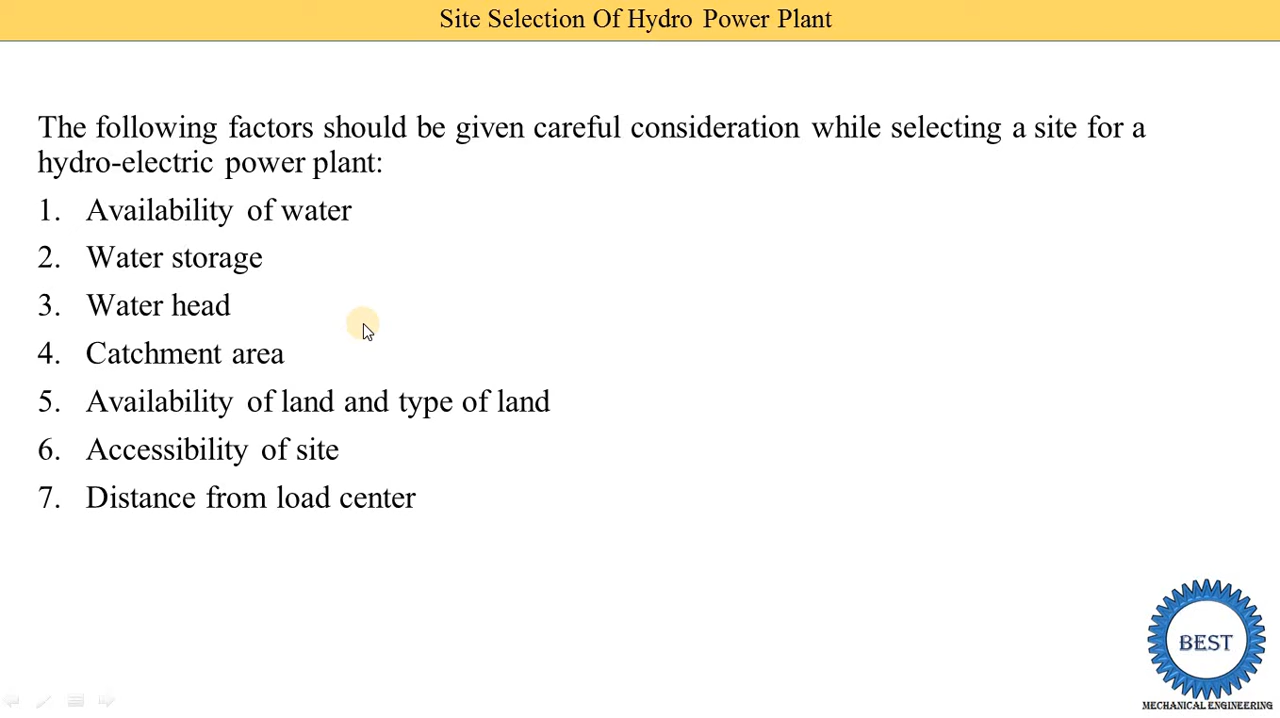 Site Selection Of Hydro Power Plant
The following factors should be given careful consideration while selecting a site for a
hydro-electric power plant:
1. Availability of water
2. Water storage
3. Water head
4. Catchment area
5. Availability of land and type of land
6. Accessibility of site
7. Distance from load center
BEST
MECHANICAL ENGINEERING